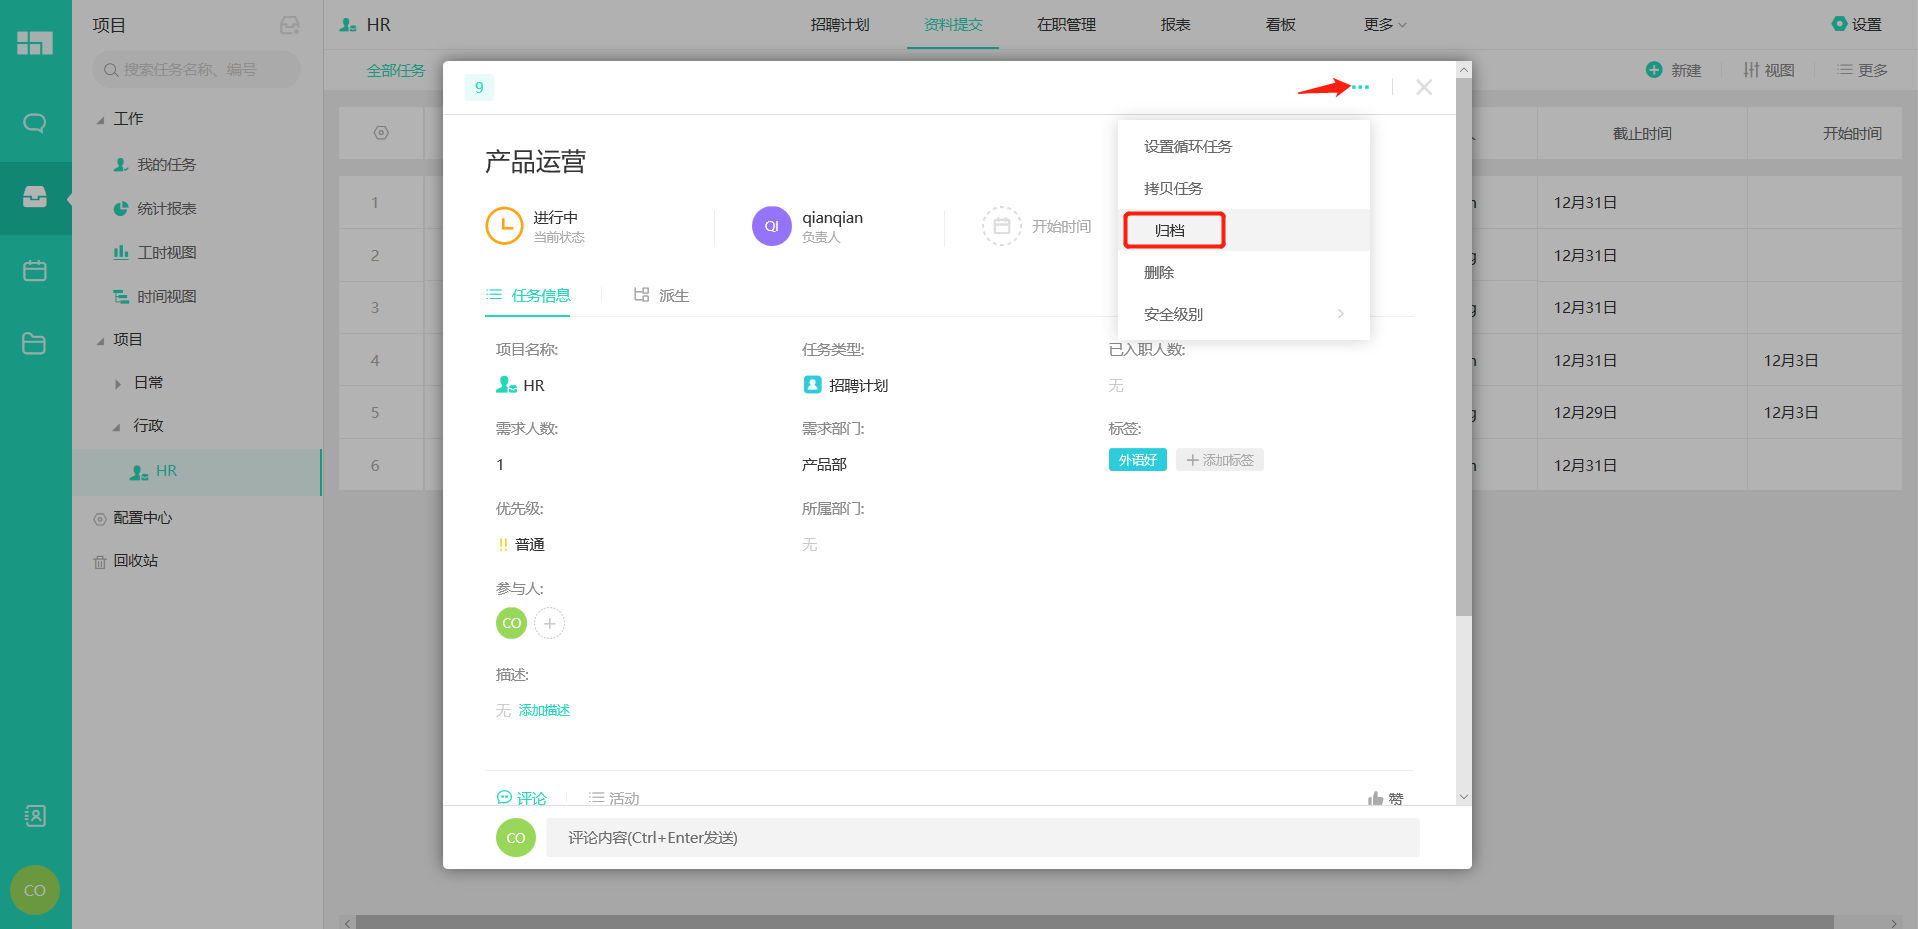 项目
搜索任务名称、编号
工作
我的任务
统计报表
工时视图
时间视图
项目
日常
行政
HR
配置中心
回收站
CO
HR
招聘计划
资料提交
在职管理
报表
看板
更多
设置
全部任务
新建
视图
更多
截止时间
开始时间
1
12月31日
2
12月31日
3
12月31日
4
12月31日
12月3日
5
12月29日
12月3日
6
12月31日
9
产品运营
进行中
当前状态
QI
qianqian
负责人
开始时间
设置循环任务
拷贝任务
归档
删除
安全级别
任务信息
派生
项目名称:
任务类型:
已入职人数:
HR
招聘计划
无
需求人数:
需求部门:
标签:
1
产品部
外语好
添加标签
优先级:
所属部门:
!! 普通
无
参与人:
CO
描述:
无 添加描述
评论
活动
赞
CO
评论内容(Ctrl+Enter发送)